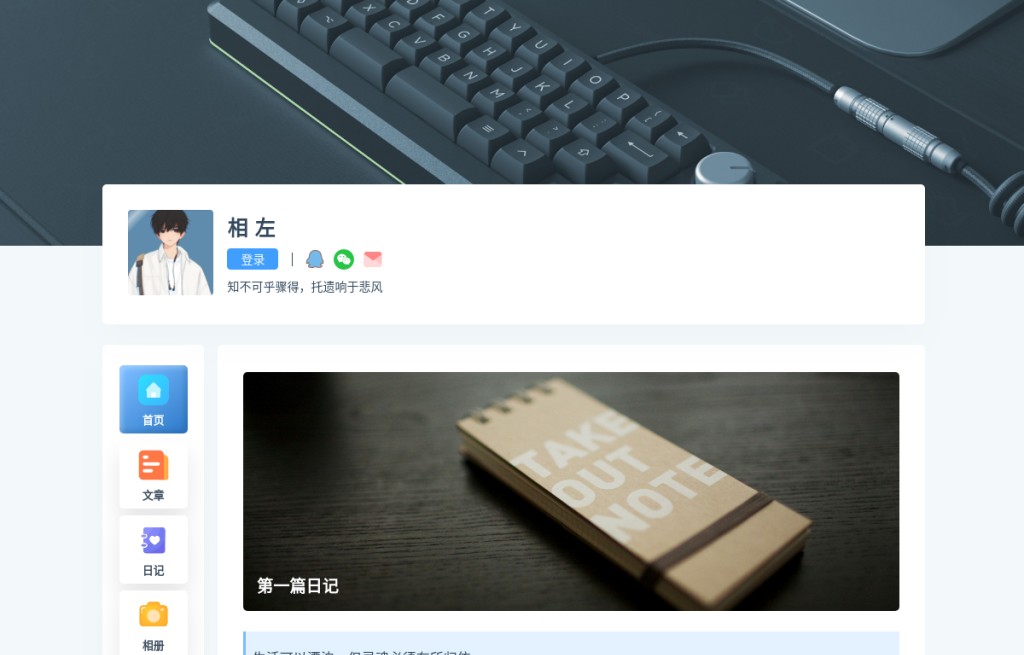 X D T Y U
C F G H I O P
V B J K L
N M
相 左
登录 |
知不可乎骤得，托遗响于悲风
首页
文章
日记
相册
TAKE
OUT
NOTE
第一篇日记